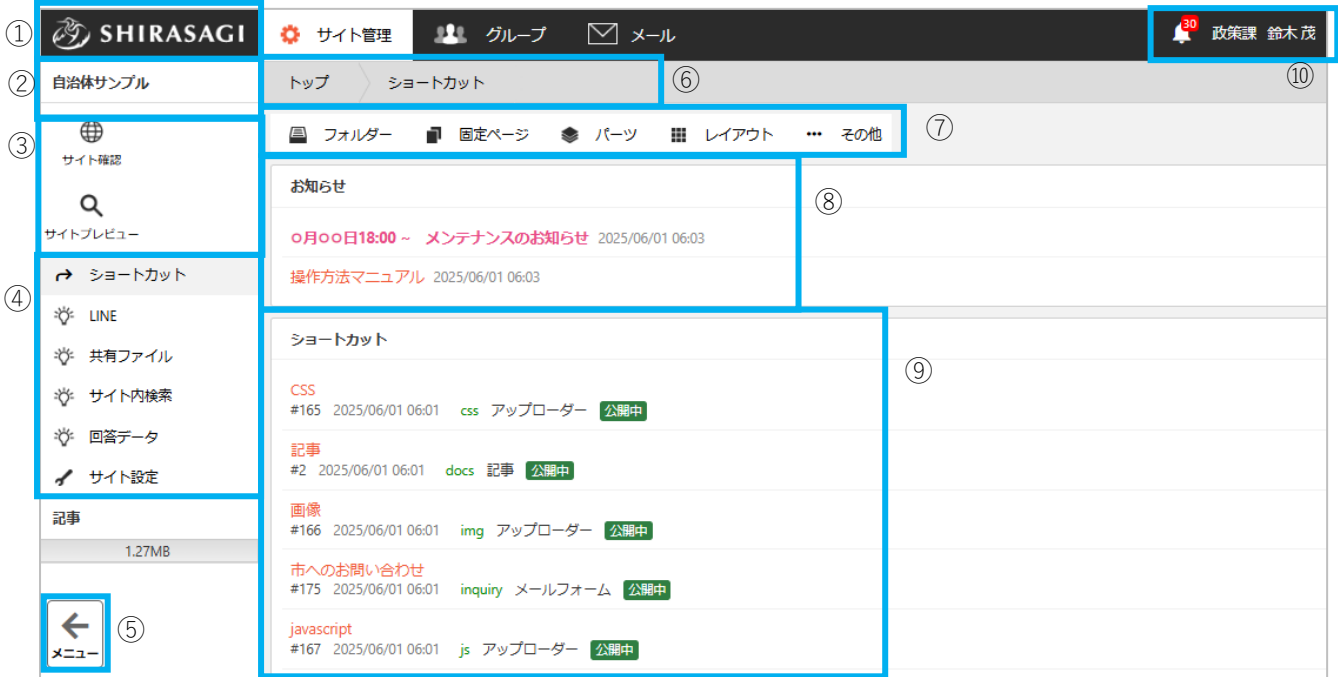 ① SHIRASAGI サイト管理 グループ メール 30 政策課 鈴木 茂
② 自治体サンプル トップ ショートカット ⑥ ⑩
③ サイト確認
サイトプレビュー
フォルダー 固定ページ パーツ レイアウト ••• その他 ⑦
お知らせ ⑧
○月○○日18:00 ~ メンテナンスのお知らせ 2025/06/01 06:03
操作方法マニュアル 2025/06/01 06:03
④ ショートカット
LINE
共有ファイル
サイト内検索
回答データ
サイト設定
記事
1.27MB
⑤ メニュー
ショートカット ⑨
CSS
#165 2025/06/01 06:01 css アップローダー 公開中
記事
#2 2025/06/01 06:01 docs 記事 公開中
画像
#166 2025/06/01 06:01 img アップローダー 公開中
市へのお問い合わせ
#175 2025/06/01 06:01 inquiry メールフォーム 公開中
javascript
#167 2025/06/01 06:01 js アップローダー 公開中